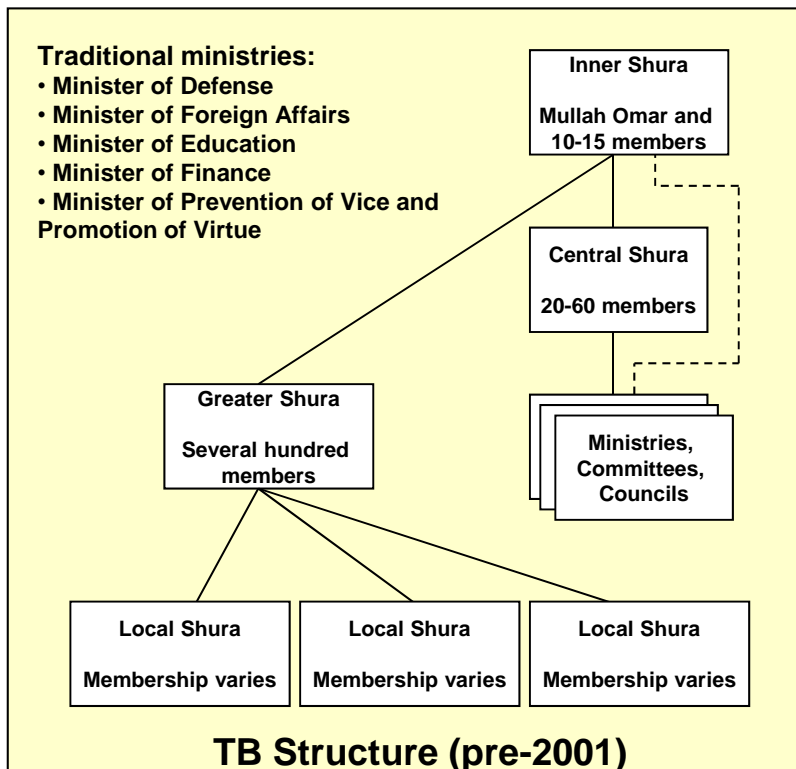 Traditional ministries:
• Minister of Defense
• Minister of Foreign Affairs
• Minister of Education
• Minister of Finance
• Minister of Prevention of Vice and
Promotion of Virtue
Inner Shura
Mullah Omar and
10-15 members
Central Shura
20-60 members
Greater Shura
Several hundred
members
Ministries,
Committees,
Councils
Local Shura
Membership varies
Local Shura
Membership varies
Local Shura
Membership varies
TB Structure (pre-2001)